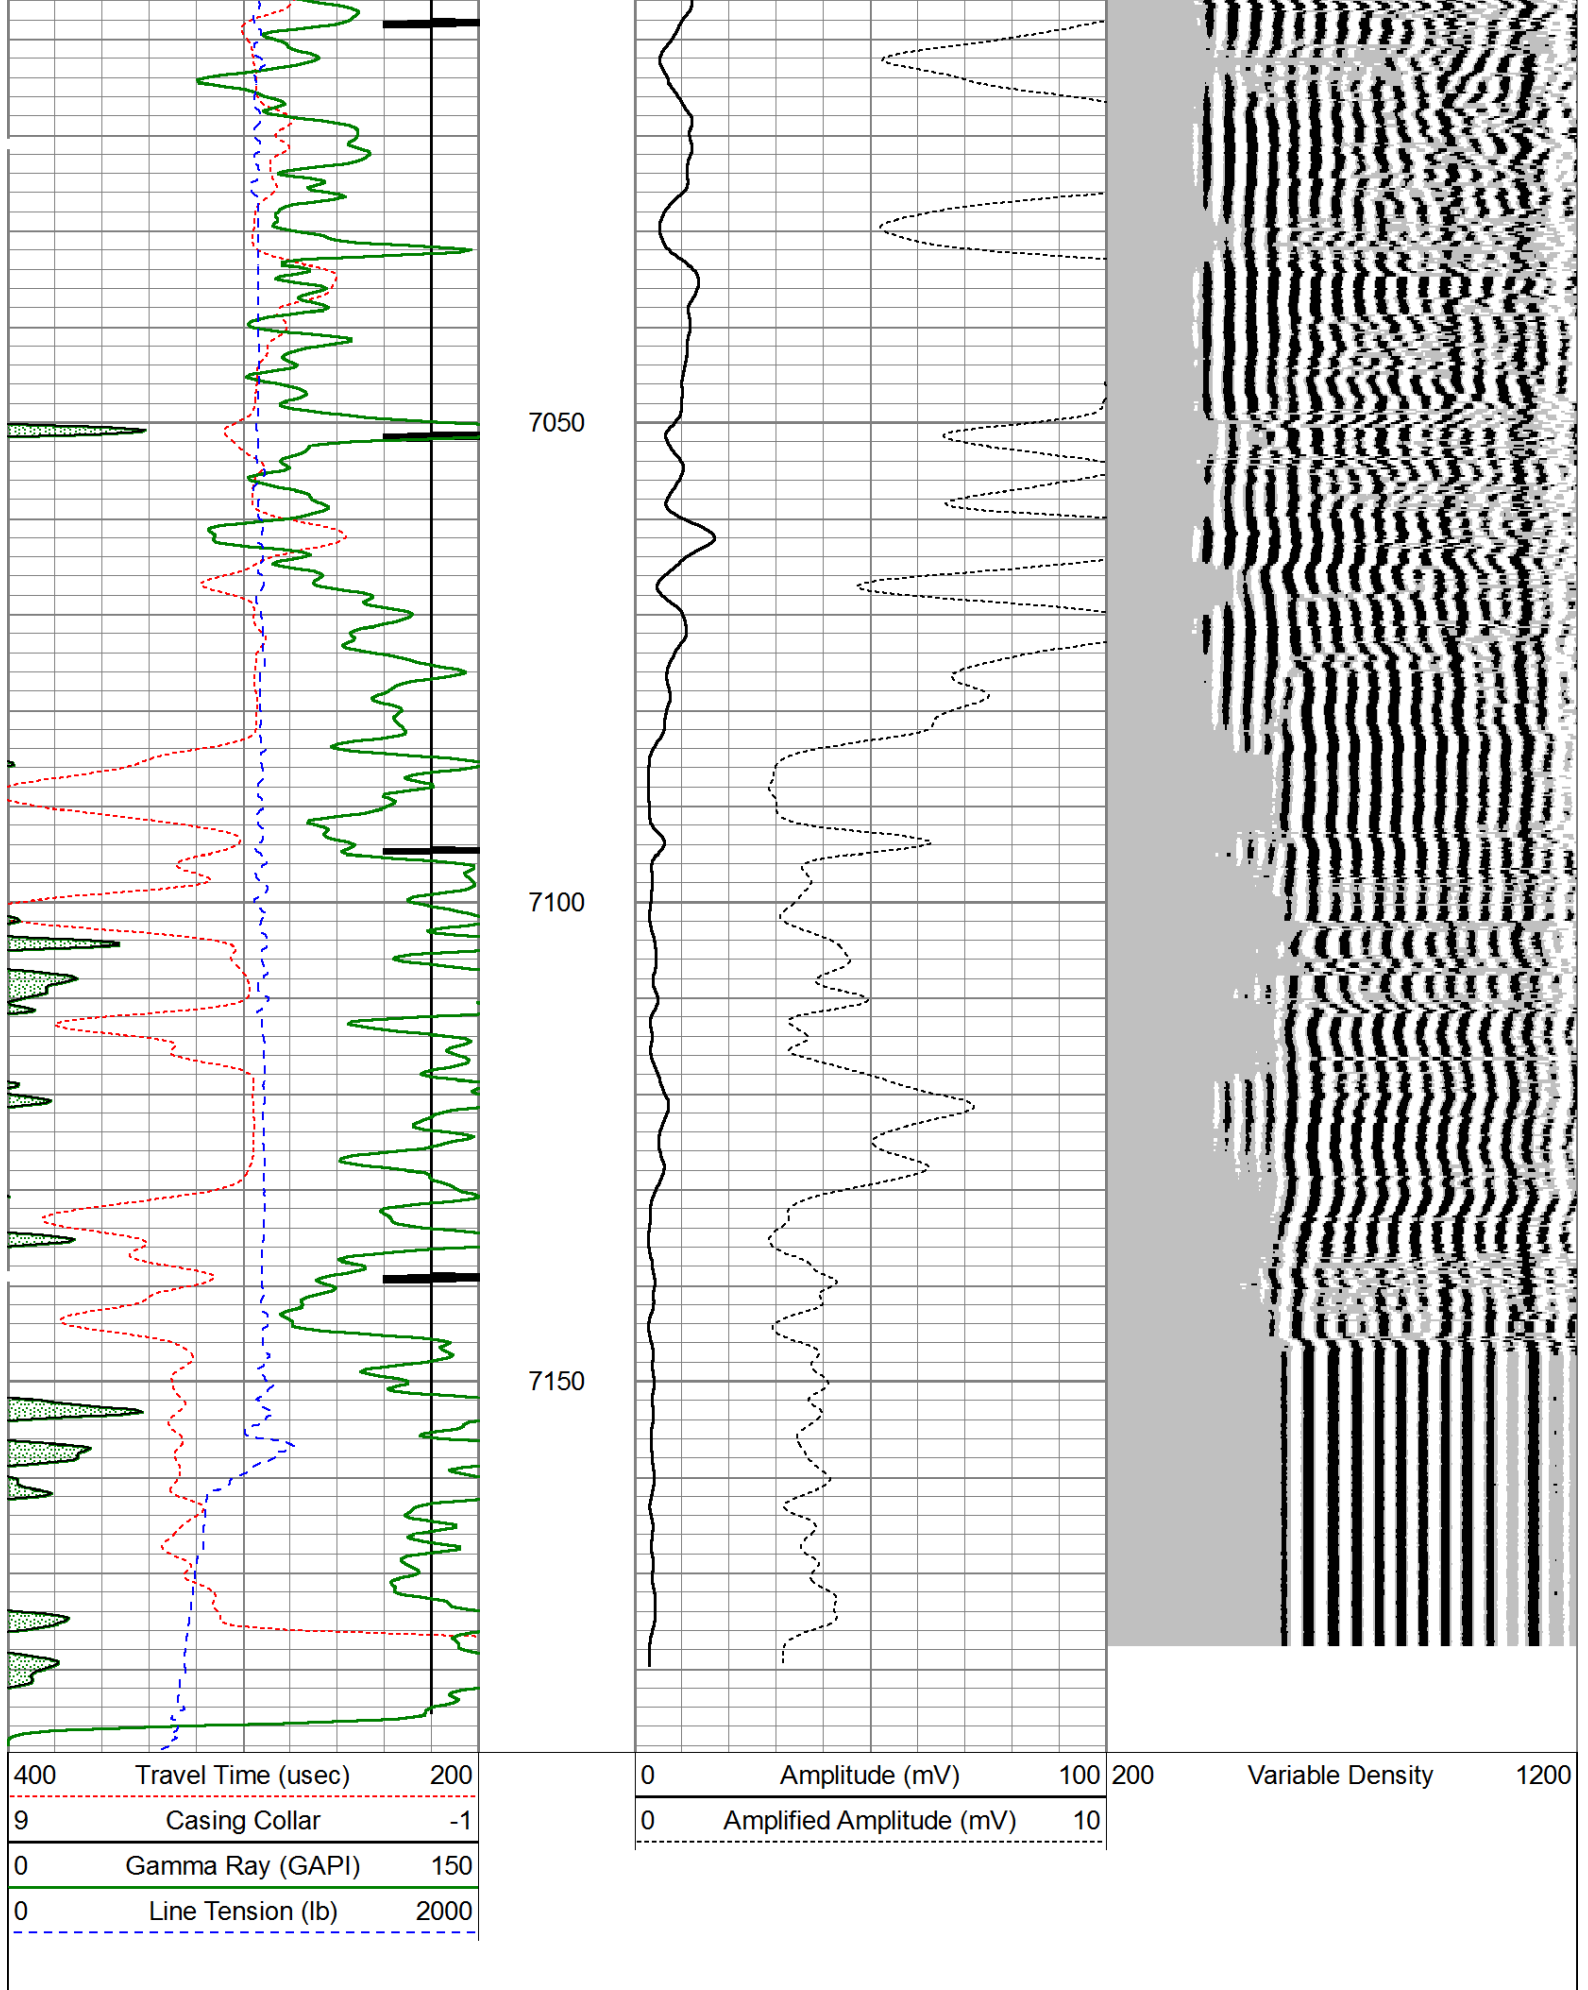 7050
7100
7150
400 Travel Time (usec) 200
9 Casing Collar -1
0 Gamma Ray (GAPI) 150
0 Line Tension (lb) 2000
0 Amplitude (mV) 100
0 Amplified Amplitude (mV) 10
200 Variable Density 1200